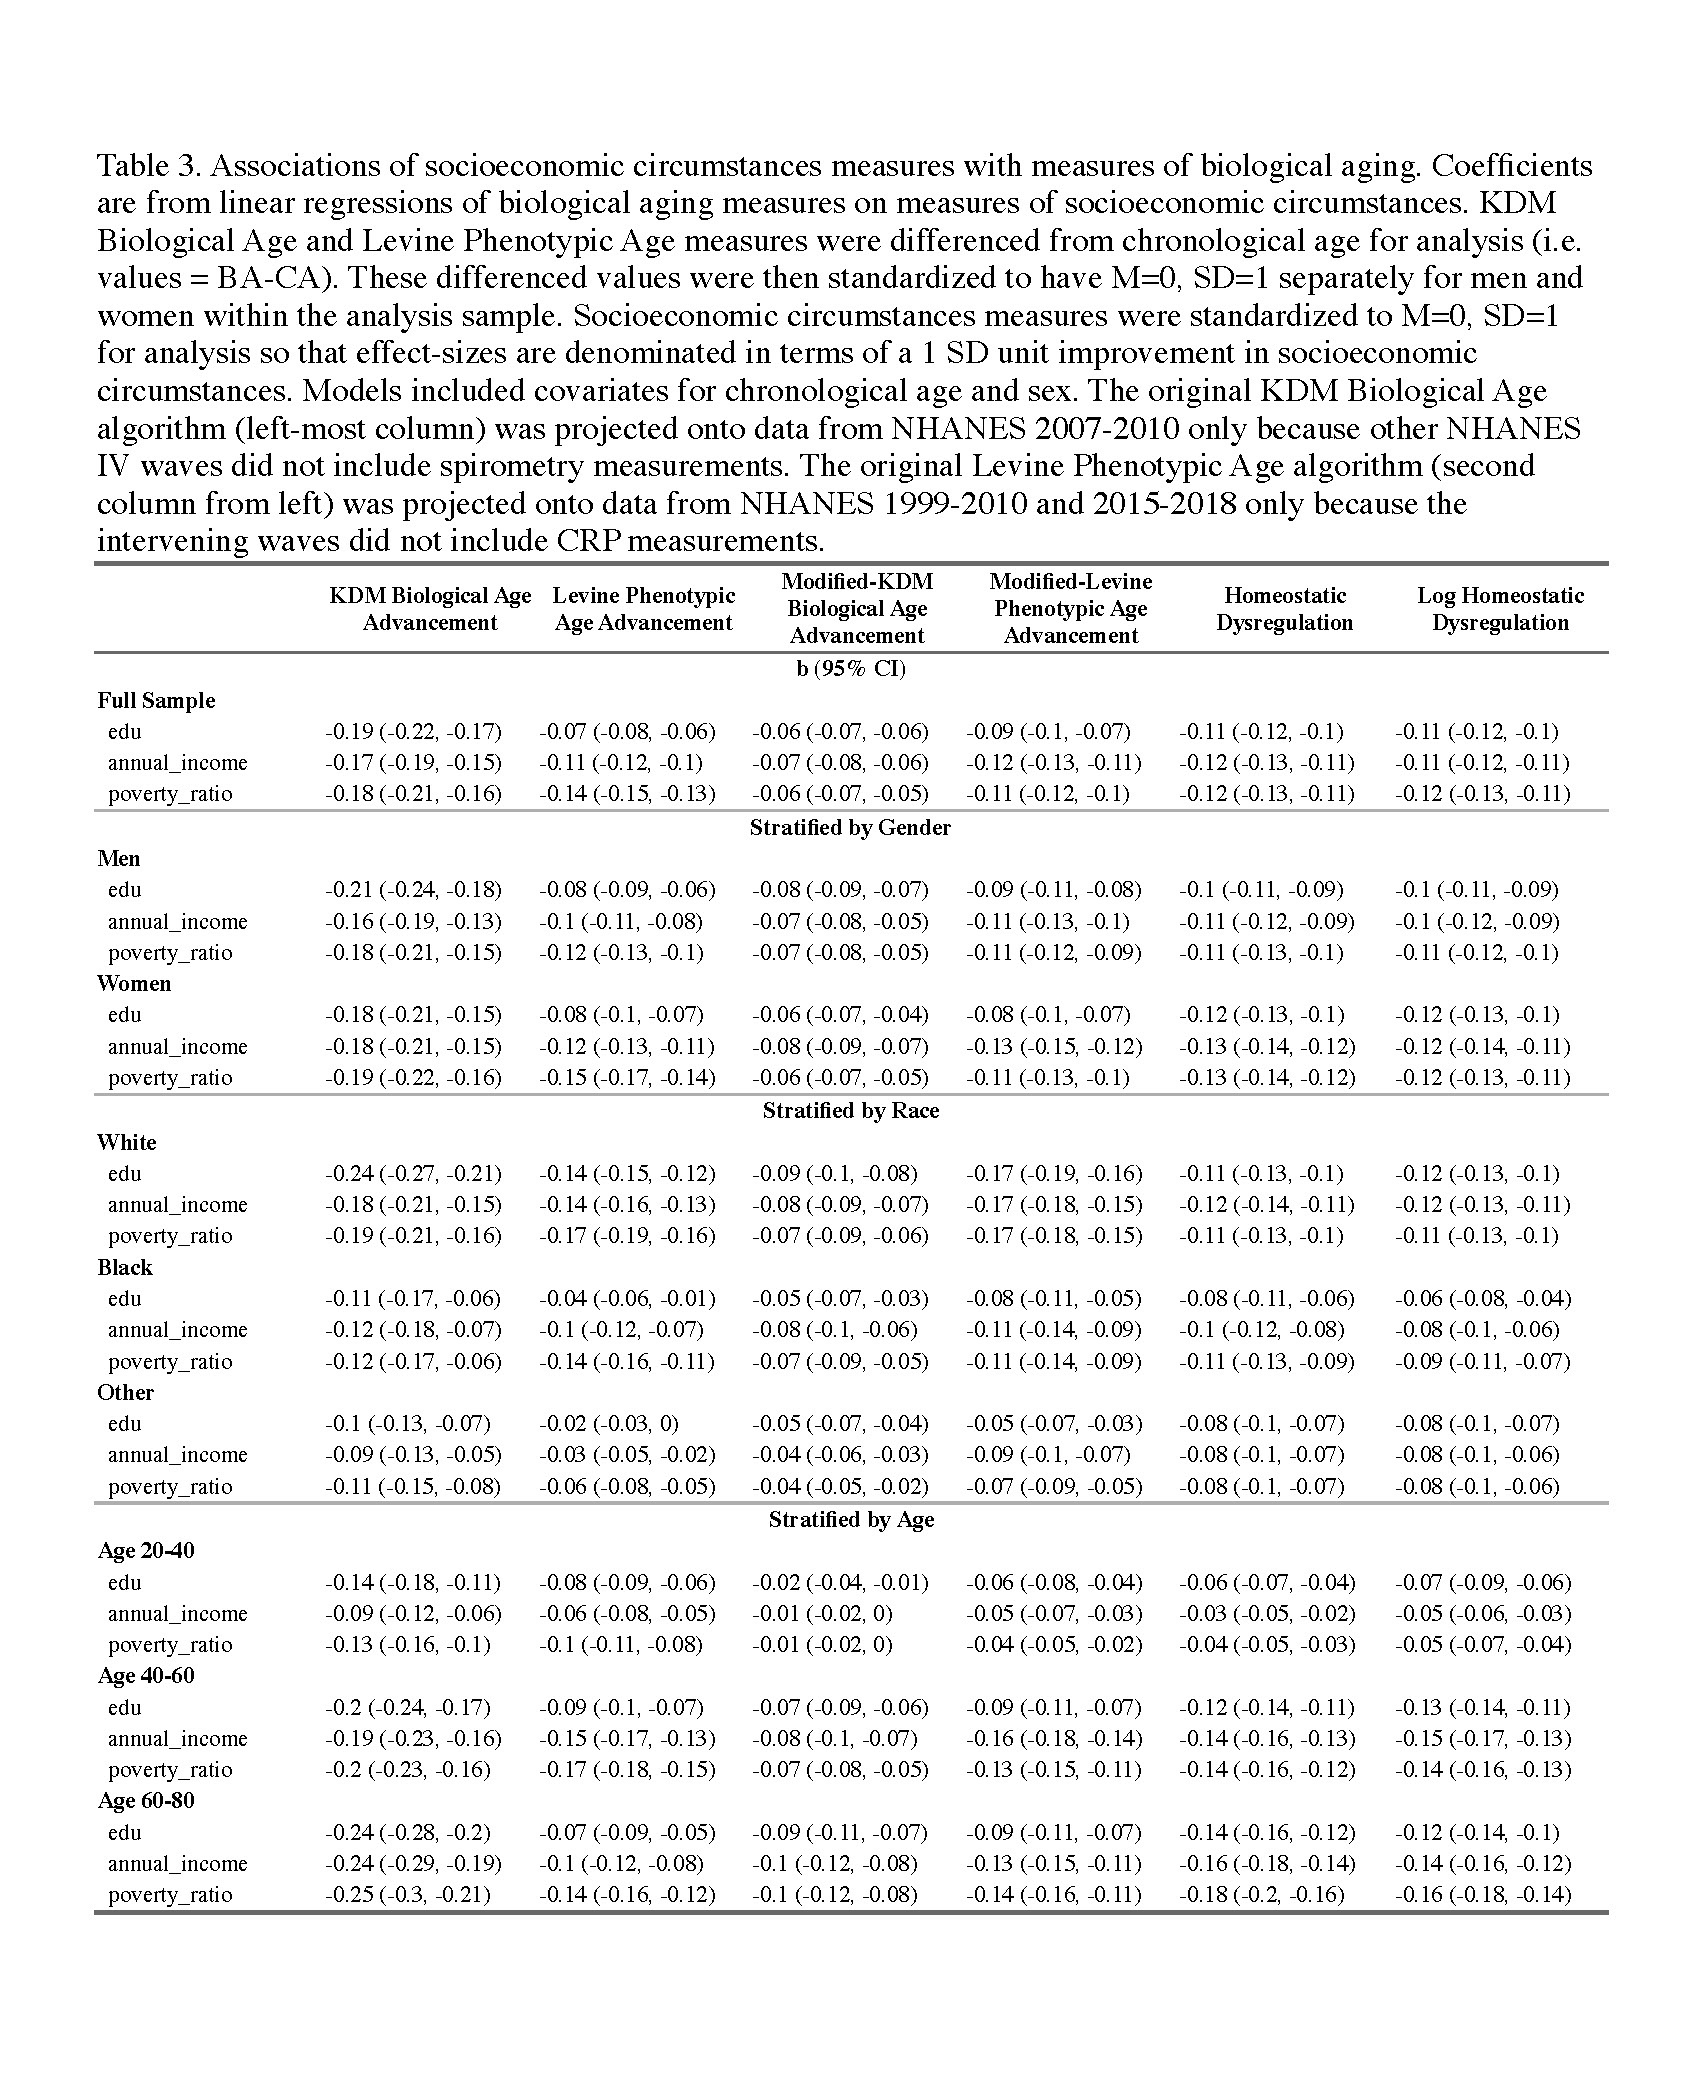 Table 3. Associations of socioeconomic circumstances measures with measures of biological aging. Coefficients
are from linear regressions of biological aging measures on measures of socioeconomic circumstances. KDM
Biological Age and Levine Phenotypic Age measures were differenced from chronological age for analysis (i.e.
values = BA-CA). These differenced values were then standardized to have M=0, SD=1 separately for men and
women within the analysis sample. Socioeconomic circumstances measures were standardized to M=0, SD=1
for analysis so that effect-sizes are denominated in terms of a 1 SD unit improvement in socioeconomic
circumstances. Models included covariates for chronological age and sex. The original KDM Biological Age
algorithm (left-most column) was projected onto data from NHANES 2007-2010 only because other NHANES
IV waves did not include spirometry measurements. The original Levine Phenotypic Age algorithm (second
column from left) was projected onto data from NHANES 1999-2010 and 2015-2018 only because the
intervening waves did not include CRP measurements.
KDM Biological Age Advancement Levine Phenotypic Age Advancement Modified-KDM Biological Age Advancement Modified-Levine Phenotypic Age Advancement Homeostatic Dysregulation Log Homeostatic Dysregulation
b (95% CI)
Full Sample
edu -0.19 (-0.22, -0.17) -0.07 (-0.08, -0.06) -0.06 (-0.07, -0.06) -0.09 (-0.1, -0.07) -0.11 (-0.12, -0.1) -0.11 (-0.12, -0.1)
annual_income -0.17 (-0.19, -0.15) -0.11 (-0.12, -0.1) -0.07 (-0.08, -0.06) -0.12 (-0.13, -0.11) -0.12 (-0.13, -0.11) -0.11 (-0.12, -0.11)
poverty_ratio -0.18 (-0.21, -0.16) -0.14 (-0.15, -0.13) -0.06 (-0.07, -0.05) -0.11 (-0.12, -0.1) -0.12 (-0.13, -0.11) -0.12 (-0.13, -0.11)
Stratified by Gender
Men
edu -0.21 (-0.24, -0.18) -0.08 (-0.09, -0.06) -0.08 (-0.09, -0.07) -0.09 (-0.11, -0.08) -0.1 (-0.11, -0.09) -0.1 (-0.11, -0.09)
annual_income -0.16 (-0.19, -0.13) -0.1 (-0.11, -0.08) -0.07 (-0.08, -0.05) -0.11 (-0.13, -0.1) -0.11 (-0.12, -0.09) -0.1 (-0.12, -0.09)
poverty_ratio -0.18 (-0.21, -0.15) -0.12 (-0.13, -0.1) -0.07 (-0.08, -0.05) -0.11 (-0.12, -0.09) -0.11 (-0.13, -0.1) -0.11 (-0.12, -0.1)
Women
edu -0.18 (-0.21, -0.15) -0.08 (-0.1, -0.07) -0.06 (-0.07, -0.04) -0.08 (-0.1, -0.07) -0.12 (-0.13, -0.1) -0.12 (-0.13, -0.1)
annual_income -0.18 (-0.21, -0.15) -0.12 (-0.13, -0.11) -0.08 (-0.09, -0.07) -0.13 (-0.15, -0.12) -0.13 (-0.14, -0.12) -0.12 (-0.14, -0.11)
poverty_ratio -0.19 (-0.22, -0.16) -0.15 (-0.17, -0.14) -0.06 (-0.07, -0.05) -0.11 (-0.13, -0.1) -0.13 (-0.14, -0.12) -0.12 (-0.13, -0.11)
Stratified by Race
White
edu -0.24 (-0.27, -0.21) -0.14 (-0.15, -0.12) -0.09 (-0.1, -0.08) -0.17 (-0.19, -0.16) -0.11 (-0.13, -0.1) -0.12 (-0.13, -0.1)
annual_income -0.18 (-0.21, -0.15) -0.14 (-0.16, -0.13) -0.08 (-0.09, -0.07) -0.17 (-0.18, -0.15) -0.12 (-0.14, -0.11) -0.12 (-0.13, -0.11)
poverty_ratio -0.19 (-0.21, -0.16) -0.17 (-0.19, -0.16) -0.07 (-0.09, -0.06) -0.17 (-0.18, -0.15) -0.11 (-0.13, -0.1) -0.11 (-0.13, -0.1)
Black
edu -0.11 (-0.17, -0.06) -0.04 (-0.06, -0.01) -0.05 (-0.07, -0.03) -0.08 (-0.11, -0.05) -0.08 (-0.11, -0.06) -0.06 (-0.08, -0.04)
annual_income -0.12 (-0.18, -0.07) -0.1 (-0.12, -0.07) -0.08 (-0.1, -0.06) -0.11 (-0.14, -0.09) -0.1 (-0.12, -0.08) -0.08 (-0.1, -0.06)
poverty_ratio -0.12 (-0.17, -0.06) -0.14 (-0.16, -0.11) -0.07 (-0.09, -0.05) -0.11 (-0.14, -0.09) -0.11 (-0.13, -0.09) -0.09 (-0.11, -0.07)
Other
edu -0.1 (-0.13, -0.07) -0.02 (-0.03, 0) -0.05 (-0.07, -0.04) -0.05 (-0.07, -0.03) -0.08 (-0.1, -0.07) -0.08 (-0.1, -0.07)
annual_income -0.09 (-0.13, -0.05) -0.03 (-0.05, -0.02) -0.04 (-0.06, -0.03) -0.09 (-0.1, -0.07) -0.08 (-0.1, -0.07) -0.08 (-0.1, -0.06)
poverty_ratio -0.11 (-0.15, -0.08) -0.06 (-0.08, -0.05) -0.04 (-0.05, -0.02) -0.07 (-0.09, -0.05) -0.08 (-0.1, -0.07) -0.08 (-0.1, -0.06)
Stratified by Age
Age 20-40
edu -0.14 (-0.18, -0.11) -0.08 (-0.09, -0.06) -0.02 (-0.04, -0.01) -0.06 (-0.08, -0.04) -0.06 (-0.07, -0.04) -0.07 (-0.09, -0.06)
annual_income -0.09 (-0.12, -0.06) -0.06 (-0.08, -0.05) -0.01 (-0.02, 0) -0.05 (-0.07, -0.03) -0.03 (-0.05, -0.02) -0.05 (-0.06, -0.03)
poverty_ratio -0.13 (-0.16, -0.1) -0.1 (-0.11, -0.08) -0.01 (-0.02, 0) -0.04 (-0.05, -0.02) -0.04 (-0.05, -0.03) -0.05 (-0.07, -0.04)
Age 40-60
edu -0.2 (-0.24, -0.17) -0.09 (-0.1, -0.07) -0.07 (-0.09, -0.06) -0.09 (-0.11, -0.07) -0.12 (-0.14, -0.11) -0.13 (-0.14, -0.11)
annual_income -0.19 (-0.23, -0.16) -0.15 (-0.17, -0.13) -0.08 (-0.1, -0.07) -0.16 (-0.18, -0.14) -0.14 (-0.16, -0.13) -0.15 (-0.17, -0.13)
poverty_ratio -0.2 (-0.23, -0.16) -0.17 (-0.18, -0.15) -0.07 (-0.08, -0.05) -0.13 (-0.15, -0.11) -0.14 (-0.16, -0.12) -0.14 (-0.16, -0.13)
Age 60-80
edu -0.24 (-0.28, -0.2) -0.07 (-0.09, -0.05) -0.09 (-0.11, -0.07) -0.09 (-0.11, -0.07) -0.14 (-0.16, -0.12) -0.12 (-0.14, -0.1)
annual_income -0.24 (-0.29, -0.19) -0.1 (-0.12, -0.08) -0.1 (-0.12, -0.08) -0.13 (-0.15, -0.11) -0.16 (-0.18, -0.14) -0.14 (-0.16, -0.12)
poverty_ratio -0.25 (-0.3, -0.21) -0.14 (-0.16, -0.12) -0.1 (-0.12, -0.08) -0.14 (-0.16, -0.11) -0.18 (-0.2, -0.16) -0.16 (-0.18, -0.14)